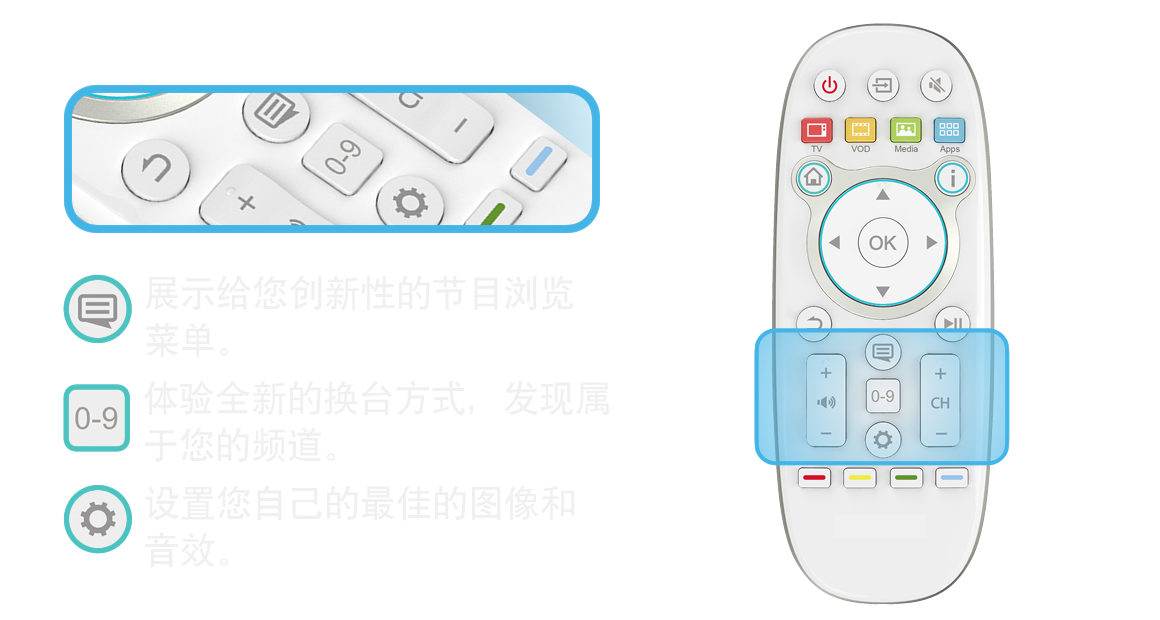 0-9
展示给您创新性的节目浏览
菜单。
0-9
体验全新的换台方式，发现属
于您的频道。
设置您自己的最佳的图像和
音效。
TV VOD Media Apps
i
OK
+ +
0-9
CH
− −